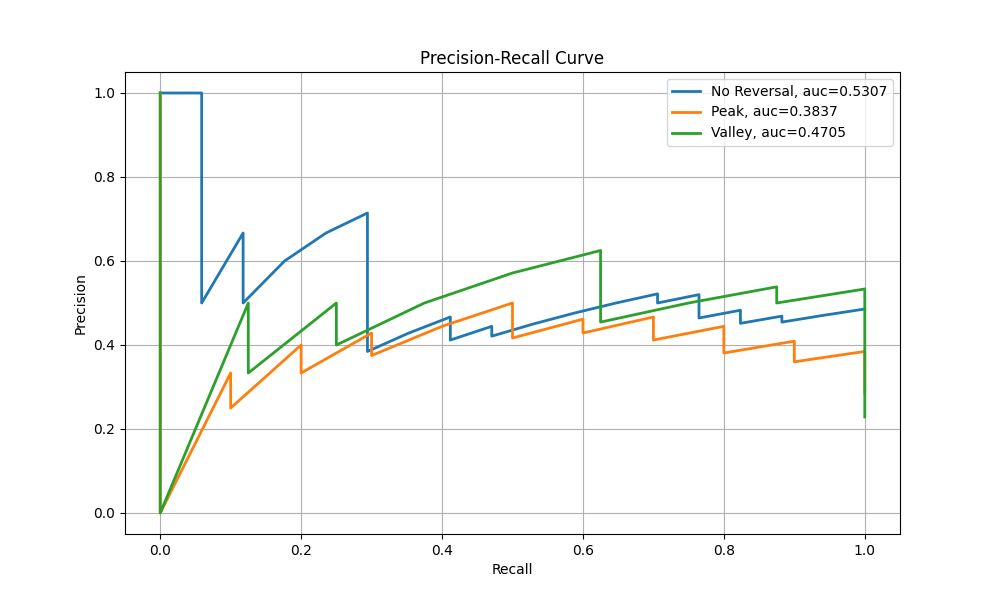 Precision-Recall Curve
No Reversal, auc=0.5307
Peak, auc=0.3837
Valley, auc=0.4705
Precision
1.0
0.8
0.6
0.4
0.2
0.0
0.0 0.2 0.4 0.6 0.8 1.0
Recall